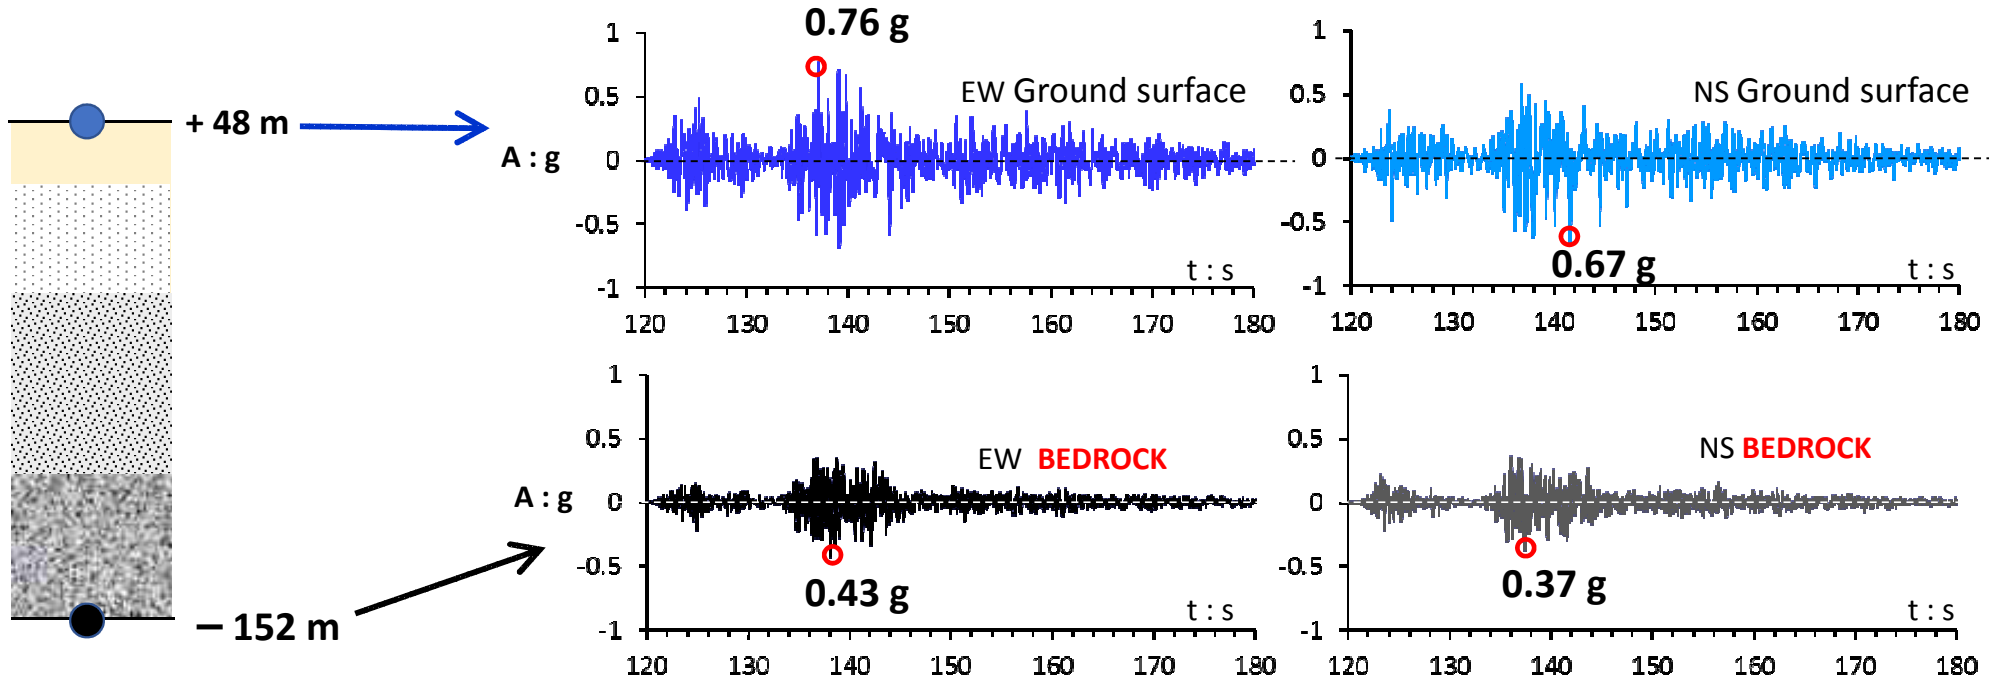 + 48 m
– 152 m
0.76 g
EW Ground surface
A : g
1
0.5
0
-0.5
-1
t : s
120 130 140 150 160 170 180
NS Ground surface
1
0.5
0
-0.5
-1
0.67 g
t : s
120 130 140 150 160 170 180
EW BEDROCK
A : g
1
0.5
0
-0.5
-1
0.43 g
t : s
120 130 140 150 160 170 180
NS BEDROCK
1
0.5
0
-0.5
-1
0.37 g
t : s
120 130 140 150 160 170 180